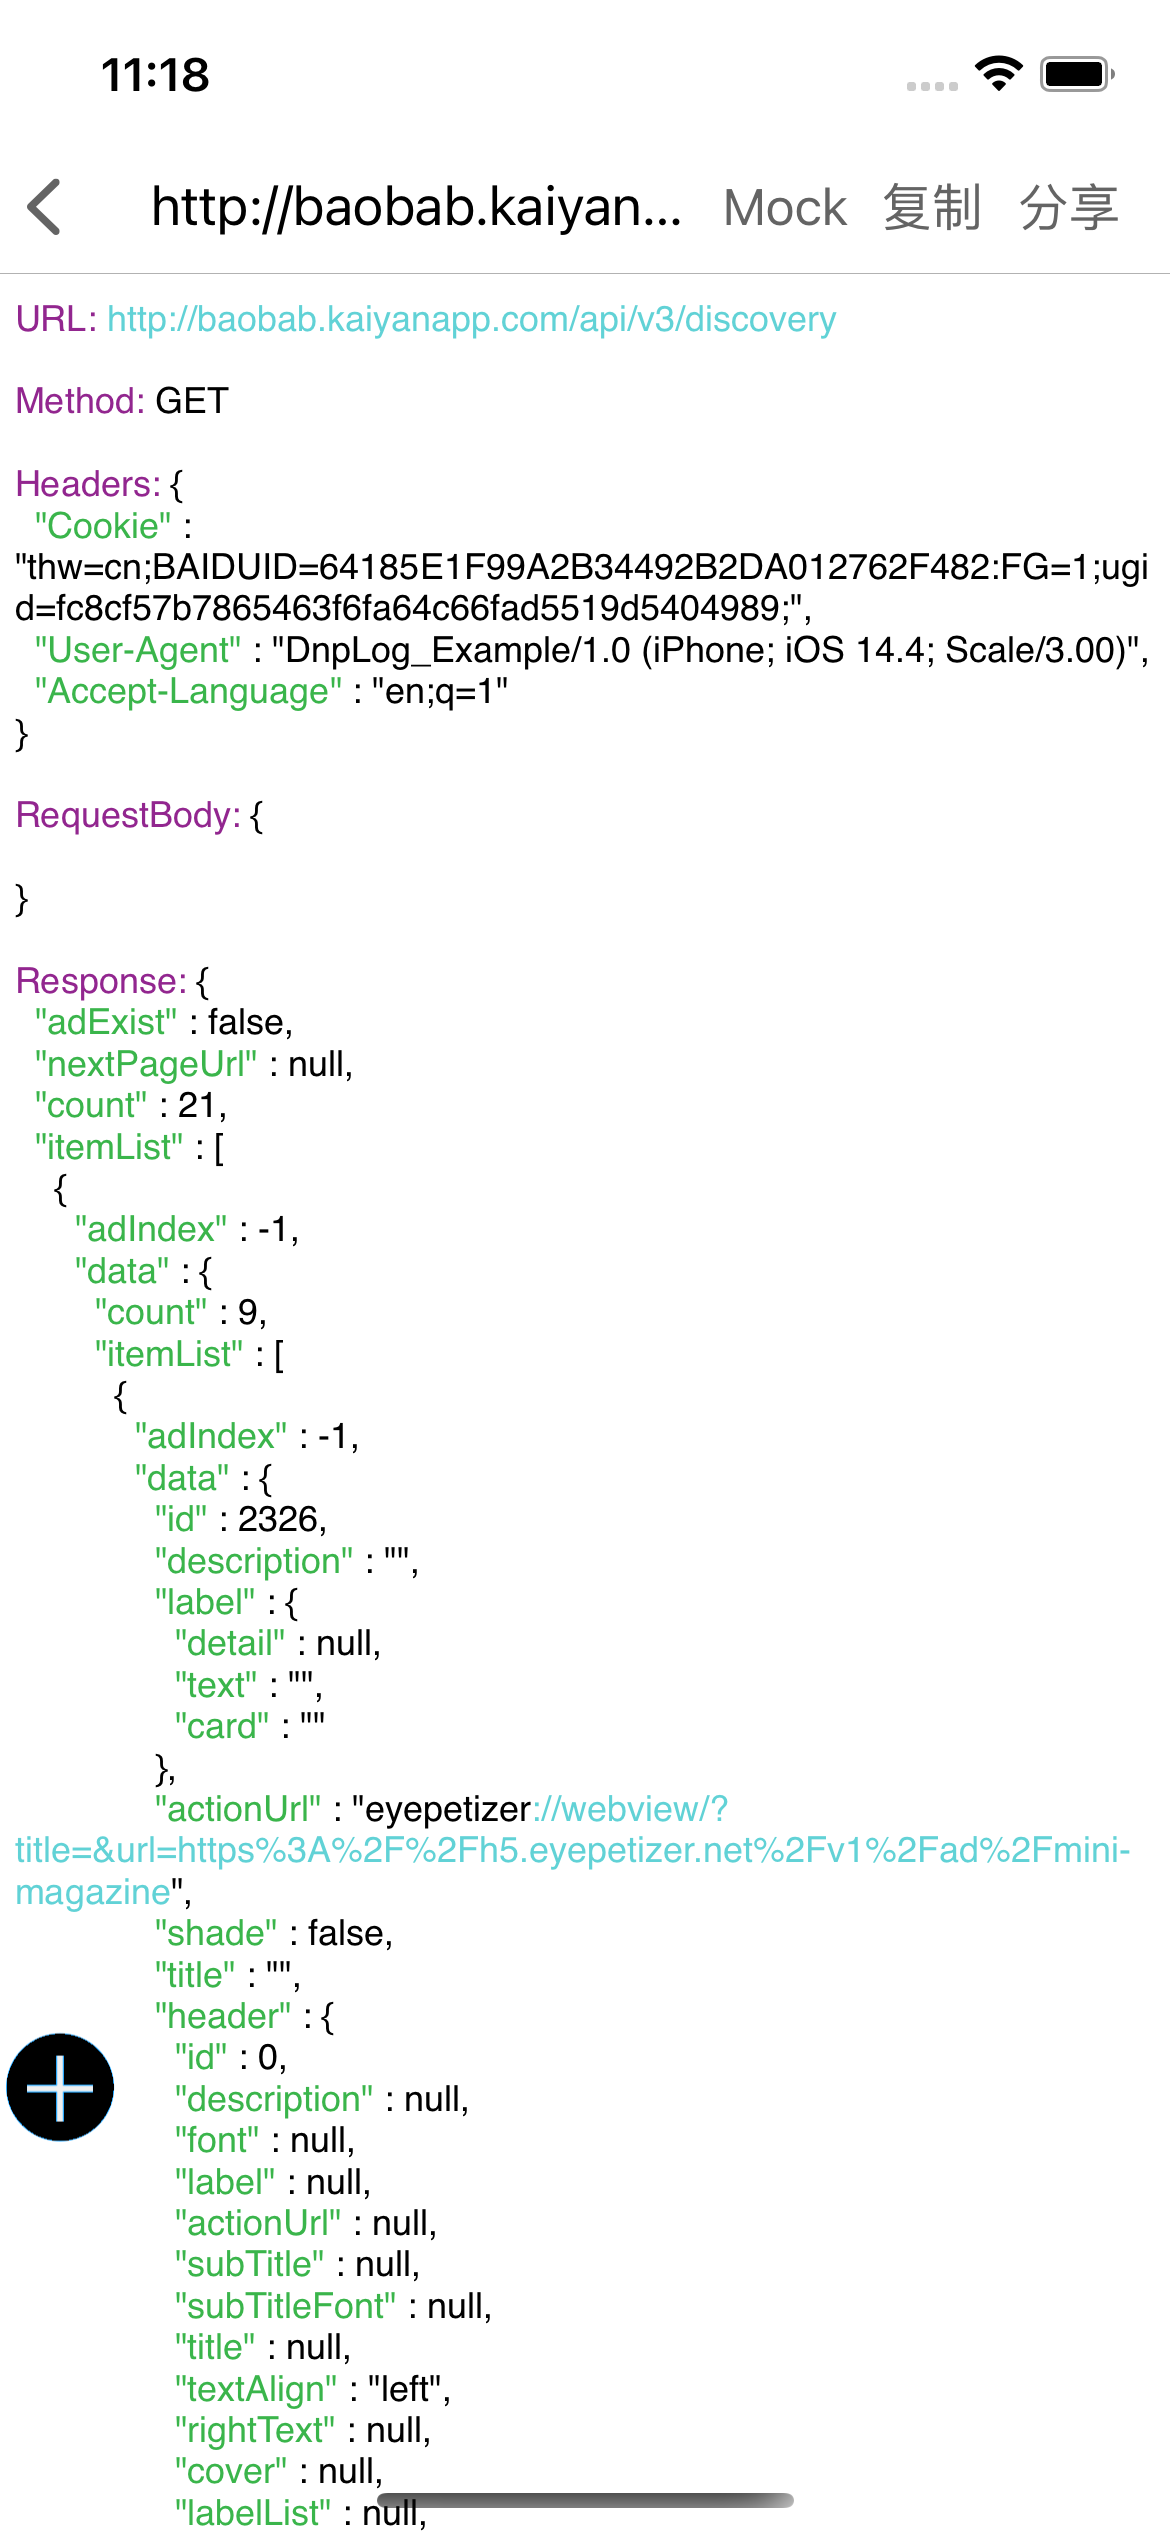 11:18
http://baobab.kaiyan... Mock 复制 分享
URL: http://baobab.kaiyanapp.com/api/v3/discovery
Method: GET
Headers: {
"Cookie" :
"thw=cn;BAIDUID=64185E1F99A2B34492B2DA012762F482:FG=1;ugi
d=fc8cf57b7865463f6fa64c66fad5519d5404989;",
"User-Agent" : "DnpLog_Example/1.0 (iPhone; iOS 14.4; Scale/3.00)",
"Accept-Language" : "en;q=1"
}
RequestBody: {
}
Response: {
"adExist" : false,
"nextPageUrl" : null,
"count" : 21,
"itemList" : [
{
"adIndex" : -1,
"data" : {
"count" : 9,
"itemList" : [
{
"adIndex" : -1,
"data" : {
"id" : 2326,
"description" : "",
"label" : {
"detail" : null,
"text" : "",
"card" : ""
},
"actionUrl" : "eyepetizer://webview/?
title=&url=https%3A%2F%2Fh5.eyepetizer.net%2Fv1%2Fad%2Fmini-
magazine",
"shade" : false,
"title" : "",
"header" : {
"id" : 0,
"description" : null,
"font" : null,
"label" : null,
"actionUrl" : null,
"subTitle" : null,
"subTitleFont" : null,
"title" : null,
"textAlign" : "left",
"rightText" : null,
"cover" : null,
"labelList" : null,